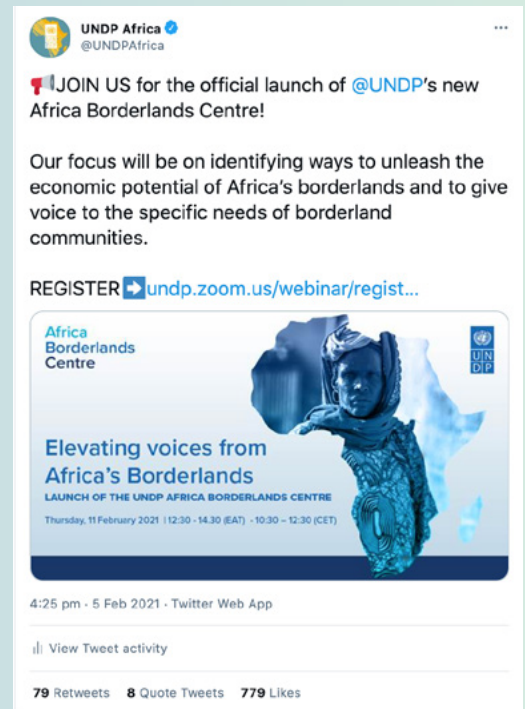 UNDP Africa
@UNDPAfrica
📢JOIN US for the official launch of @UNDP's new
Africa Borderlands Centre!
Our focus will be on identifying ways to unleash the
economic potential of Africa's borderlands and to give
voice to the specific needs of borderland
communities.
REGISTER➡undp.zoom.us/webinar/regist...
Africa
Borderlands
Centre
UN
DP
Elevating voices from
Africa's Borderlands
LAUNCH OF THE UNDP AFRICA BORDERLANDS CENTRE
Thursday, 11 February 2021 | 12:30 - 14.30 (EAT) - 10:30 – 12:30 (CET)
4:25 pm · 5 Feb 2021 · Twitter Web App
View Tweet activity
79 Retweets 8 Quote Tweets 779 Likes